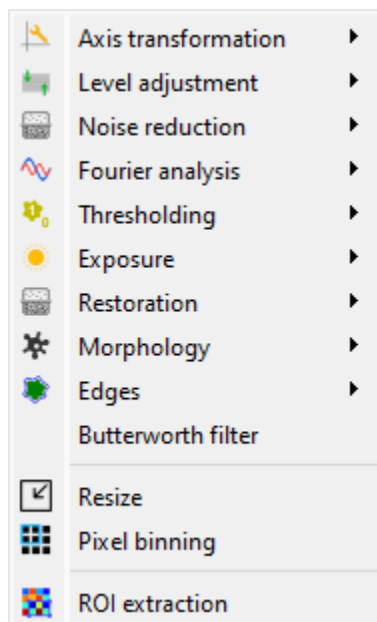 Axis transformation
Level adjustment
Noise reduction
Fourier analysis
Thresholding
Exposure
Restoration
Morphology
Edges
Butterworth filter
Resize
Pixel binning
ROI extraction